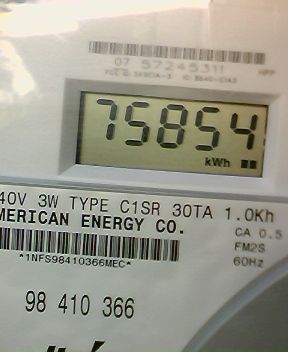 07 57245311
75854
kWh
40V 3W TYPE C1SR 30TA 1.0Kh
MERICAN ENERGY CO.
CA 0.5
FM2S
*1NFS98410366MEC*
60Hz
98 410 366